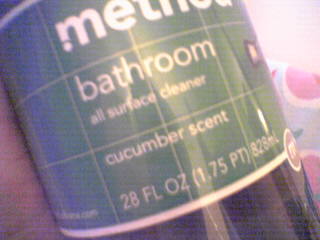 method
bathroom
all surface cleaner
cucumber scent
28 FL OZ (1.75 PT) 828mL